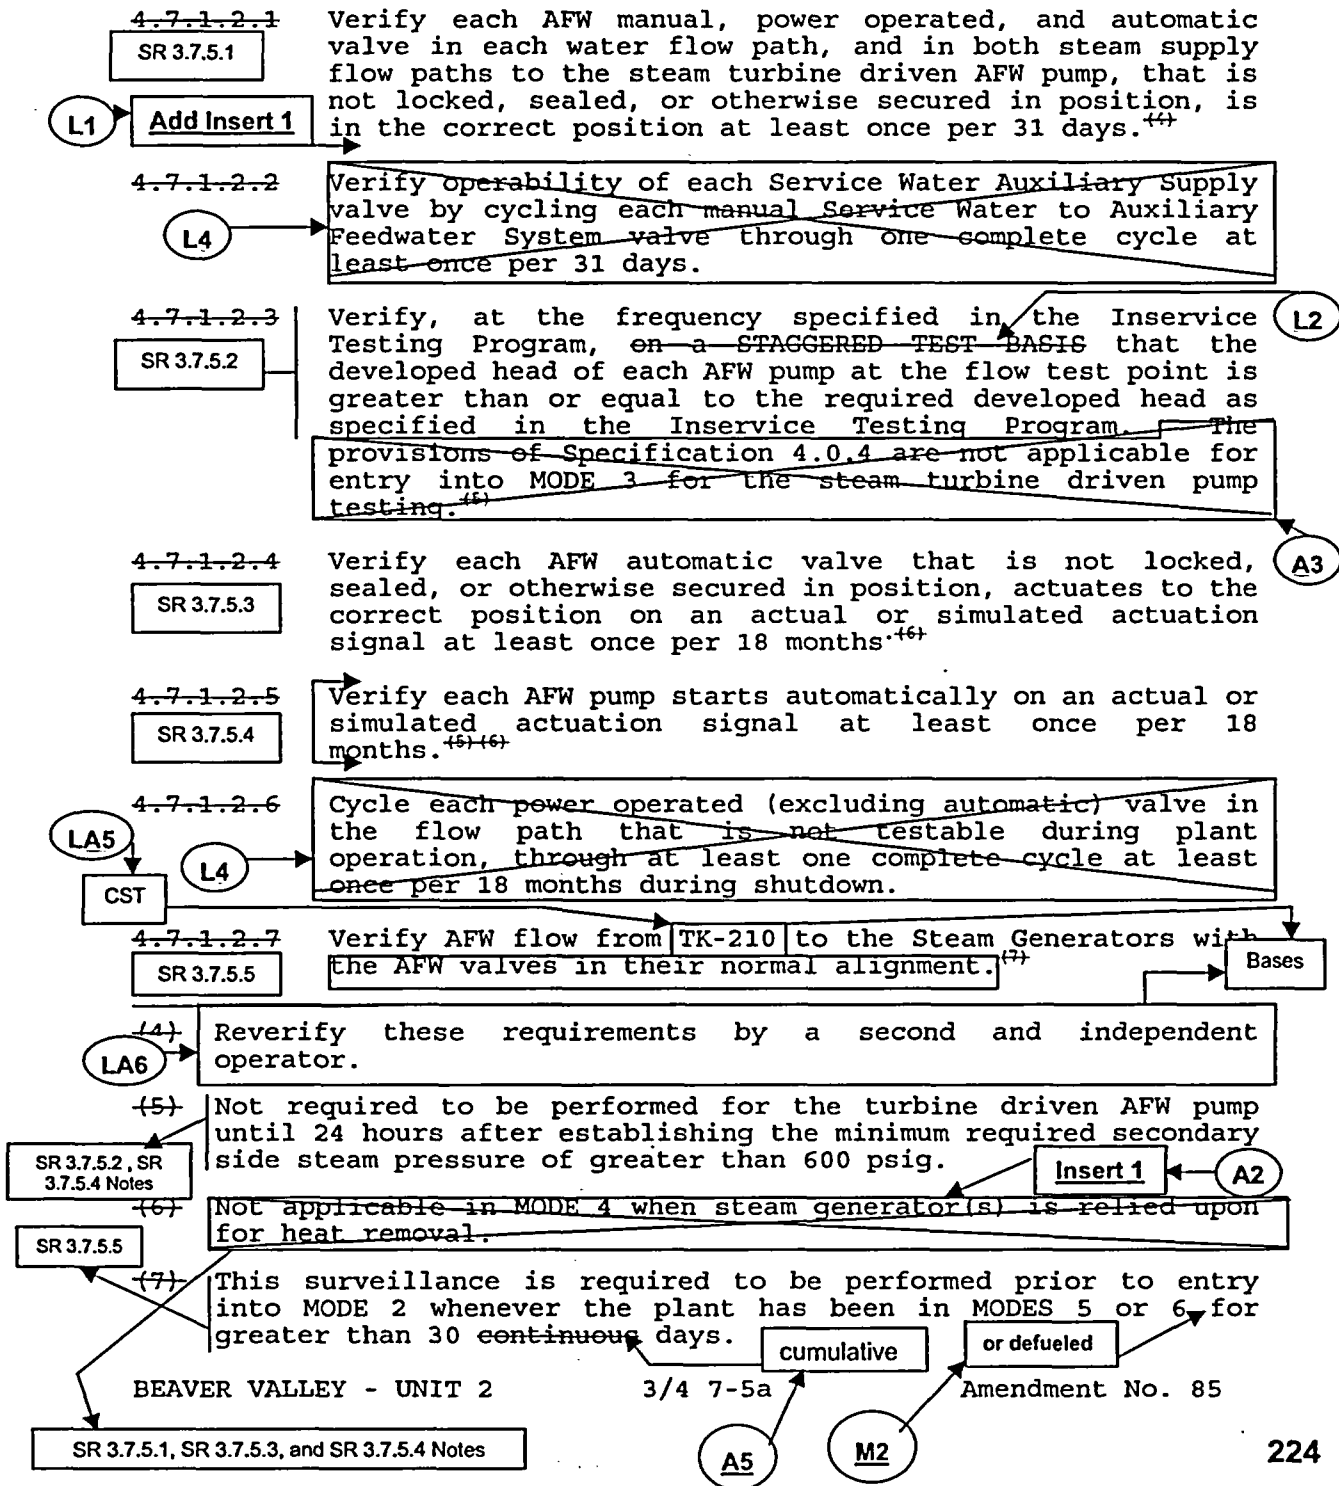 4.7.1.2.1 Verify each AFW manual, power operated, and automatic
SR 3.7.5.1 valve in each water flow path, and in both steam supply
flow paths to the steam turbine driven AFW pump, that is
not locked, sealed, or otherwise secured in position, is
L1 Add Insert 1 in the correct position at least once per 31 days.(4)
4.7.1.2.2 Verify operability of each Service Water Auxiliary Supply
valve by cycling each manual Service Water to Auxiliary
L4 Feedwater System valve through one complete cycle at
least once per 31 days.
4.7.1.2.3 Verify, at the frequency specified in the Inservice L2
SR 3.7.5.2 Testing Program, on a STAGGERED TEST BASIS that the
developed head of each AFW pump at the flow test point is
greater than or equal to the required developed head as
specified in the Inservice Testing Program. The
provisions of Specification 4.0.4 are not applicable for
entry into MODE 3 for the steam turbine driven pump
testing.(5)
4.7.1.2.4 Verify each AFW automatic valve that is not locked, A3
SR 3.7.5.3 sealed, or otherwise secured in position, actuates to the
correct position on an actual or simulated actuation
signal at least once per 18 months.(6)
4.7.1.2.5 Verify each AFW pump starts automatically on an actual or
SR 3.7.5.4 simulated actuation signal at least once per 18
months.(5)(6)
4.7.1.2.6 Cycle each power operated (excluding automatic) valve in
LA5 the flow path that is not testable during plant
L4 operation, through at least one complete cycle at least
CST once per 18 months during shutdown.
4.7.1.2.7 Verify AFW flow from TK-210 to the Steam Generators with
SR 3.7.5.5 the AFW valves in their normal alignment.(7) Bases
(4) Reverify these requirements by a second and independent
LA6 operator.
(5) Not required to be performed for the turbine driven AFW pump
until 24 hours after establishing the minimum required secondary
SR 3.7.5.2 , SR 3.7.5.4 Notes side steam pressure of greater than 600 psig. Insert 1 A2
(6) Not applicable in MODE 4 when steam generator(s) is relied upon
for heat removal.
SR 3.7.5.5
(7) This surveillance is required to be performed prior to entry
into MODE 2 whenever the plant has been in MODES 5 or 6 for
greater than 30 continuous days. cumulative or defueled
BEAVER VALLEY - UNIT 2 3/4 7-5a Amendment No. 85
SR 3.7.5.1, SR 3.7.5.3, and SR 3.7.5.4 Notes A5 M2 224